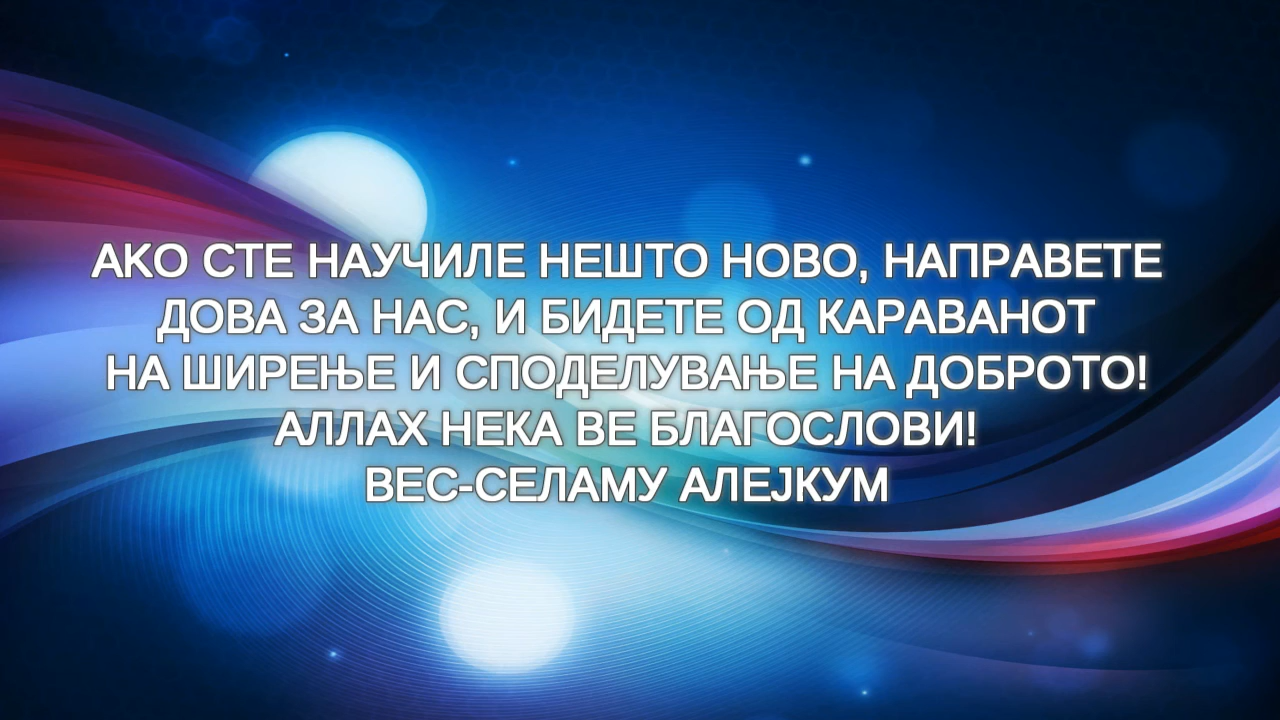 АКО СТЕ НАУЧИЛЕ НЕШТО НОВО, НАПРАВЕТЕ
ДОВА ЗА НАС, И БИДЕТЕ ОД КАРАВАНОТ
НА ШИРЕЊЕ И СПОДЕЛУВАЊЕ НА ДОБРОТО!
АЛЛАХ НЕКА ВЕ БЛАГОСЛОВИ!
ВЕС-СЕЛАМУ АЛЕЈКУМ